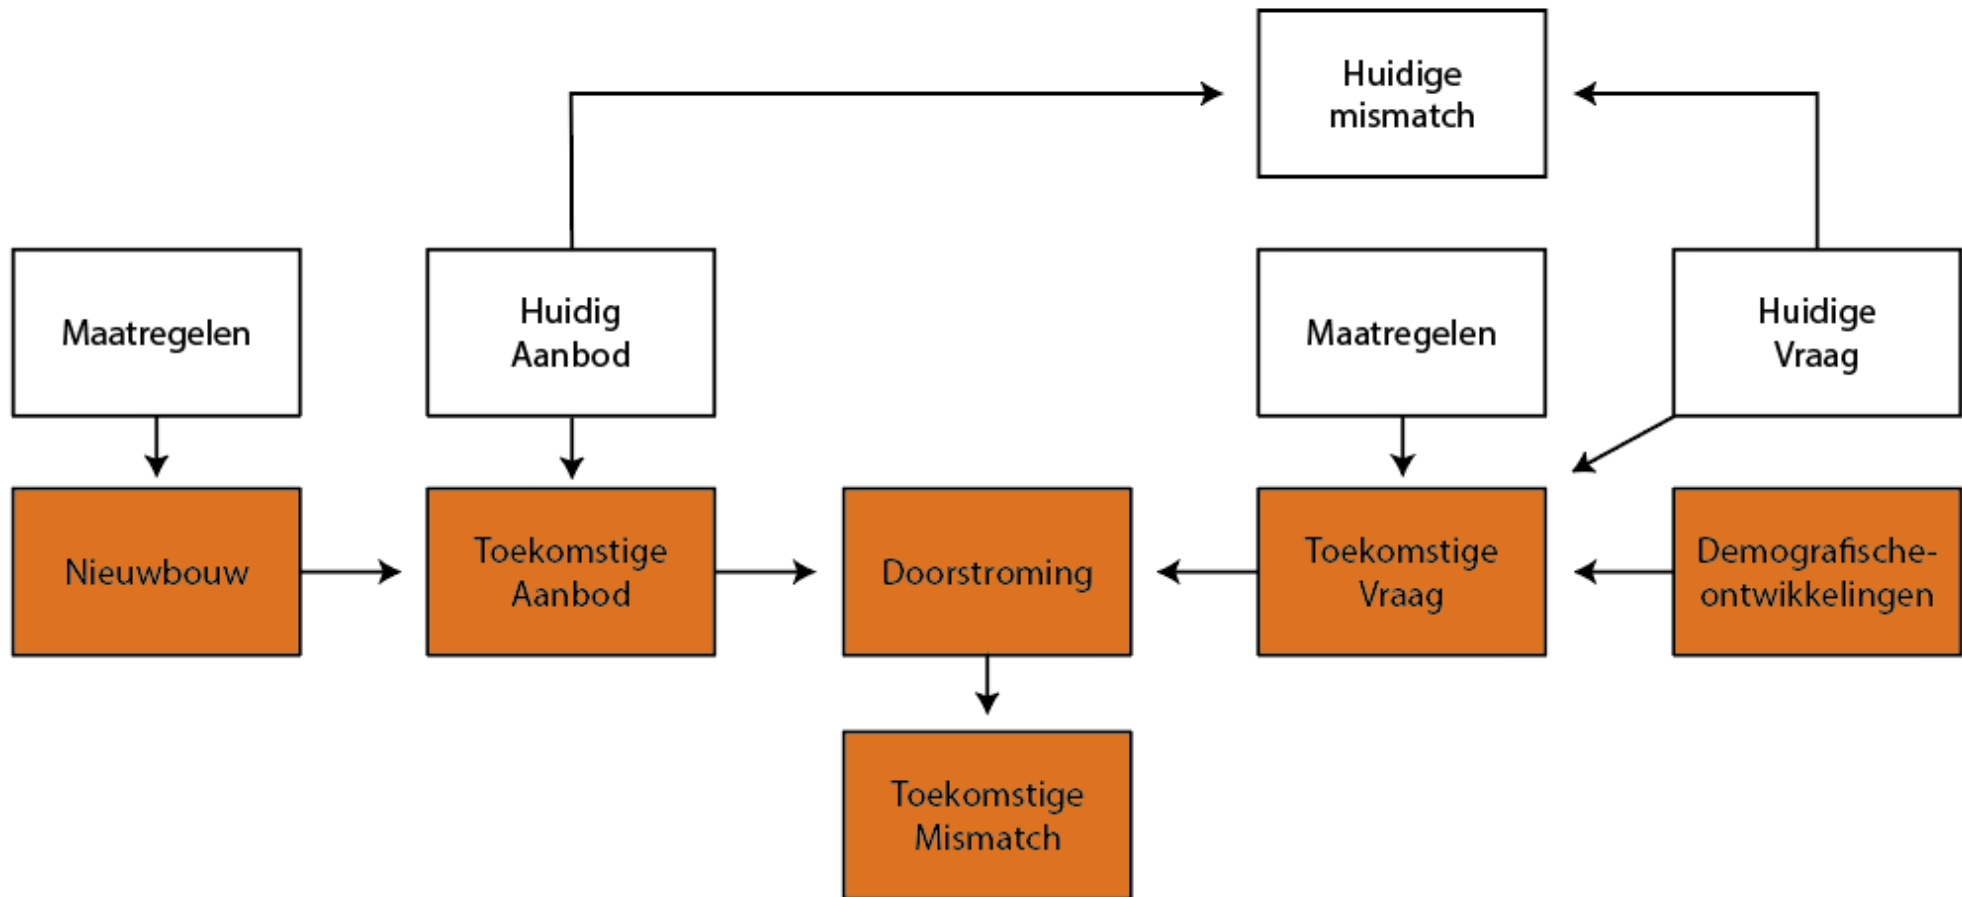 Huidige
mismatch
Maatregelen
Huidig
Aanbod
Maatregelen
Huidige
Vraag
Nieuwbouw
Toekomstige
Aanbod
Doorstroming
Toekomstige
Vraag
Demografische-
ontwikkelingen
Toekomstige
Mismatch